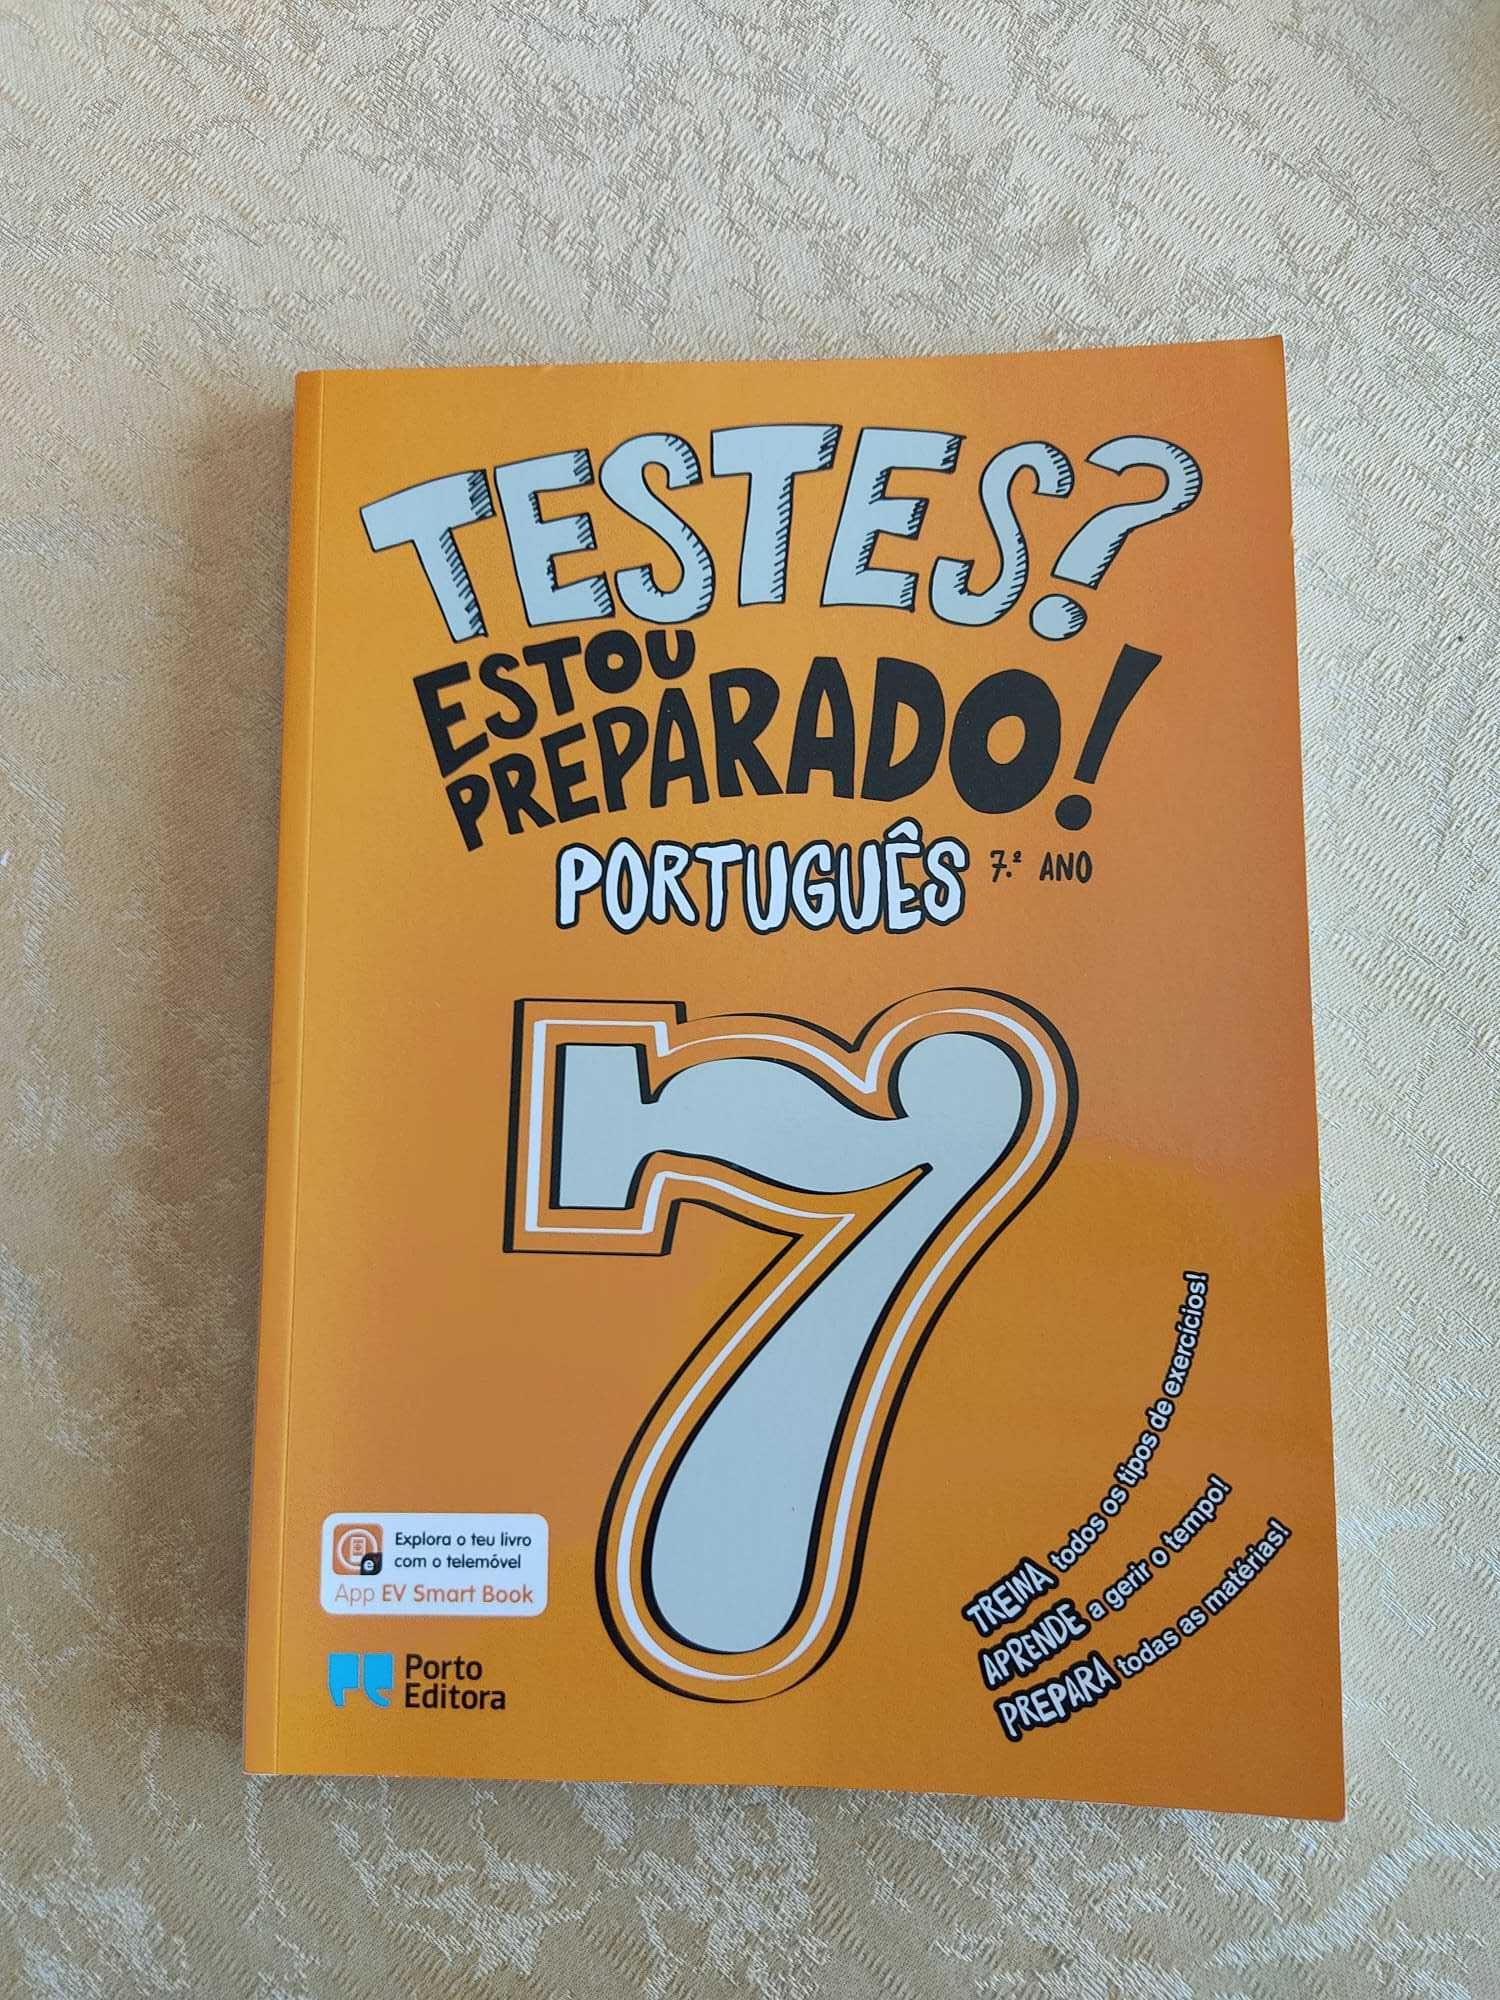 TESTES?
ESTOU
PREPARADO!
PORTUGUÊS 7.º ANO
7
TREINA todos os tipos de exercícios!
APRENDE a gerir o tempo!
PREPARA todas as matérias!
e
Explora o teu livro
com o telemóvel
App EV Smart Book
Porto
Editora